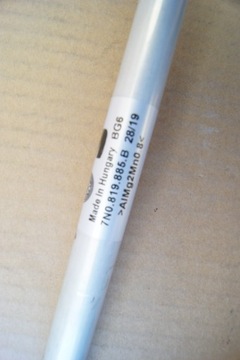 Made in Hungary BG6
7N0.819.885.B 28/19
>AlMg2Mn0 8<